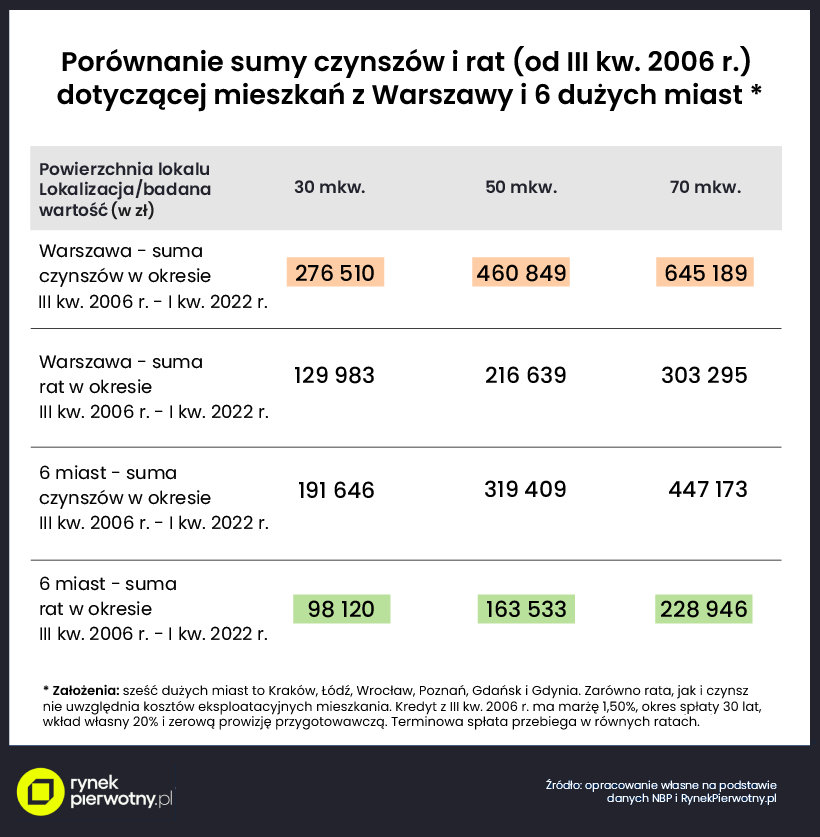 Porównanie sumy czynszów i rat (od III kw. 2006 r.)
dotyczącej mieszkań z Warszawy i 6 dużych miast *
Powierzchnia lokalu
Lokalizacja/badana
wartość (w zł)
30 mkw.
50 mkw.
70 mkw.
Warszawa - suma
czynszów w okresie
III kw. 2006 r. - I kw. 2022 r.
276 510
460 849
645 189
Warszawa - suma
rat w okresie
III kw. 2006 r. - I kw. 2022 r.
129 983
216 639
303 295
6 miast - suma
czynszów w okresie
III kw. 2006 r. - I kw. 2022 r.
191 646
319 409
447 173
6 miast - suma
rat w okresie
III kw. 2006 r. - I kw. 2022 r.
98 120
163 533
228 946
* Założenia: sześć dużych miast to Kraków, Łódź, Wrocław, Poznań, Gdańsk i Gdynia. Zarówno rata, jak i czynsz
nie uwzględnia kosztów eksploatacyjnych mieszkania. Kredyt z III kw. 2006 r. ma marżę 1,50%, okres spłaty 30 lat,
wkład własny 20% i zerową prowizję przygotowawczą. Terminowa spłata przebiega w równych ratach.
rynek
pierwotny.pl
Źródło: opracowanie własne na podstawie
danych NBP i RynekPierwotny.pl